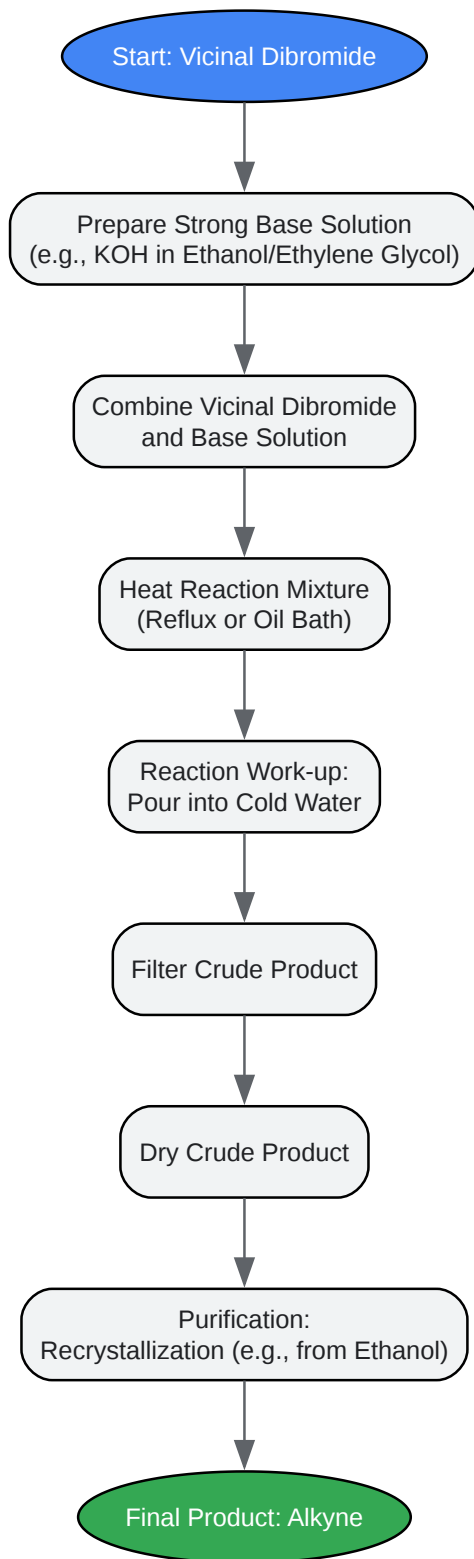 Start: Vicinal Dibromide
Prepare Strong Base Solution
(e.g., KOH in Ethanol/Ethylene Glycol)
Combine Vicinal Dibromide
and Base Solution
Heat Reaction Mixture
(Reflux or Oil Bath)
Reaction Work-up:
Pour into Cold Water
Filter Crude Product
Dry Crude Product
Purification:
Recrystallization (e.g., from Ethanol)
Final Product: Alkyne